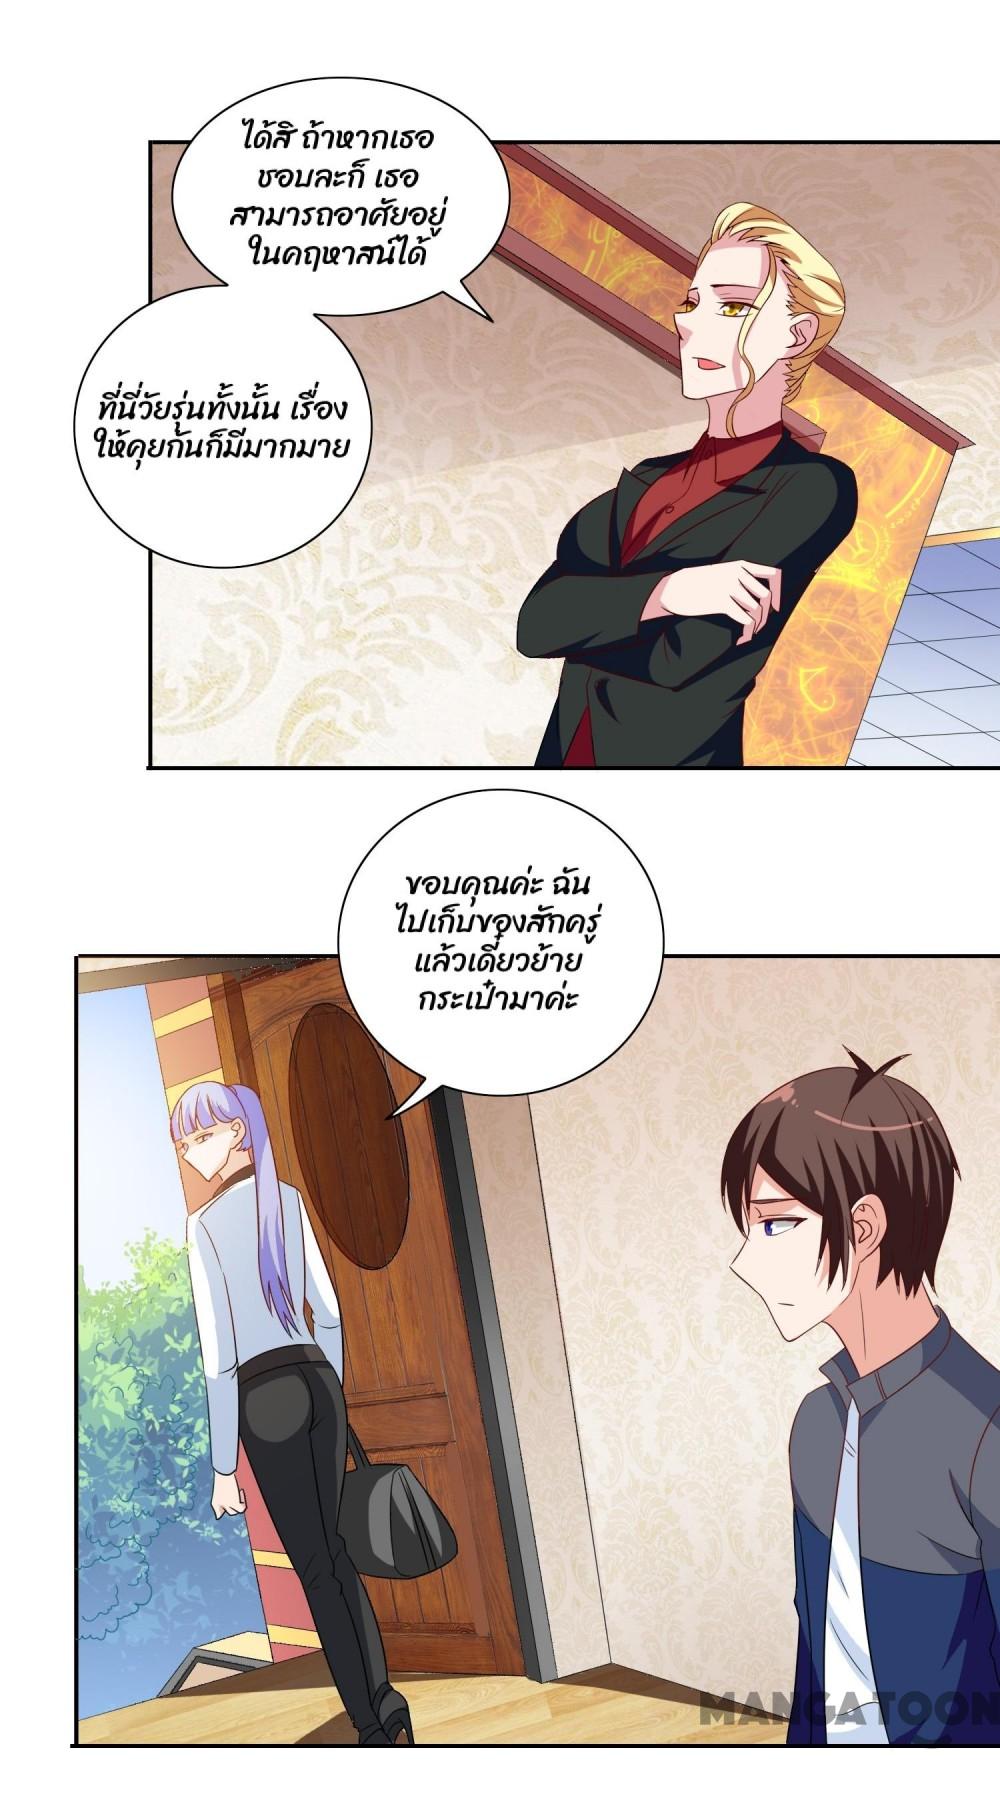 ได้สิ ถ้าหากเธอ
ชอบละก็ เธอ
สามารถอาศัยอยู่
ในคฤหาสน์ได้
ที่นี่วัยรุ่นทั้งนั้น เรื่อง
ให้คุยกันก็มีมากมาย
ขอบคุณค่ะ ฉัน
ไปเก็บของสักครู่
แล้วเดี๋ยวย้าย
กระเป๋ามาค่ะ
MANGATOON